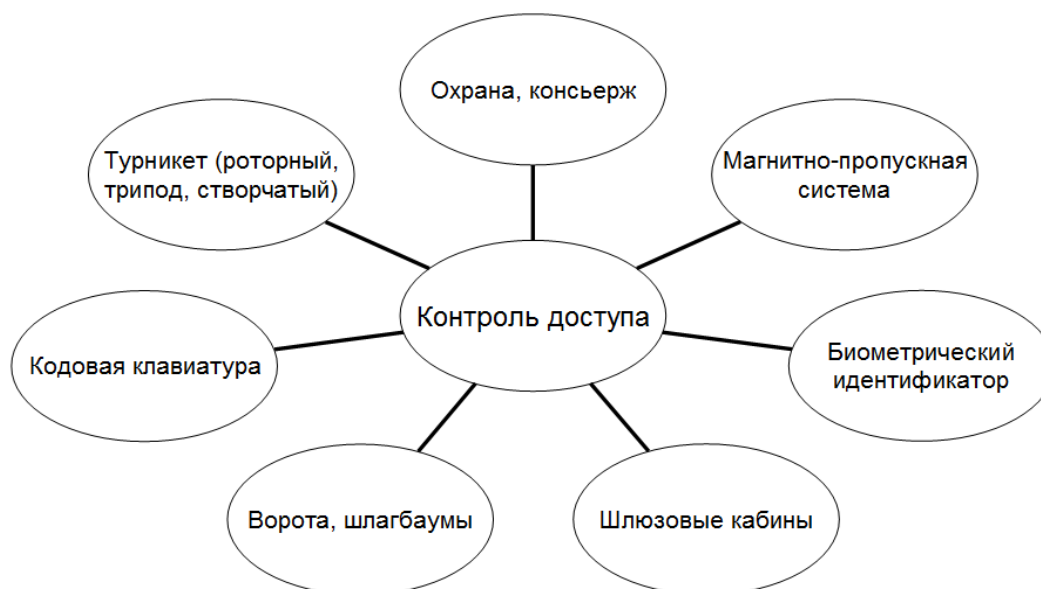 Охрана, консьерж
Турникет (роторный,
трипод, створчатый)
Магнитно-пропускная
система
Контроль доступа
Кодовая клавиатура
Биометрический
идентификатор
Ворота, шлагбаумы
Шлюзовые кабины